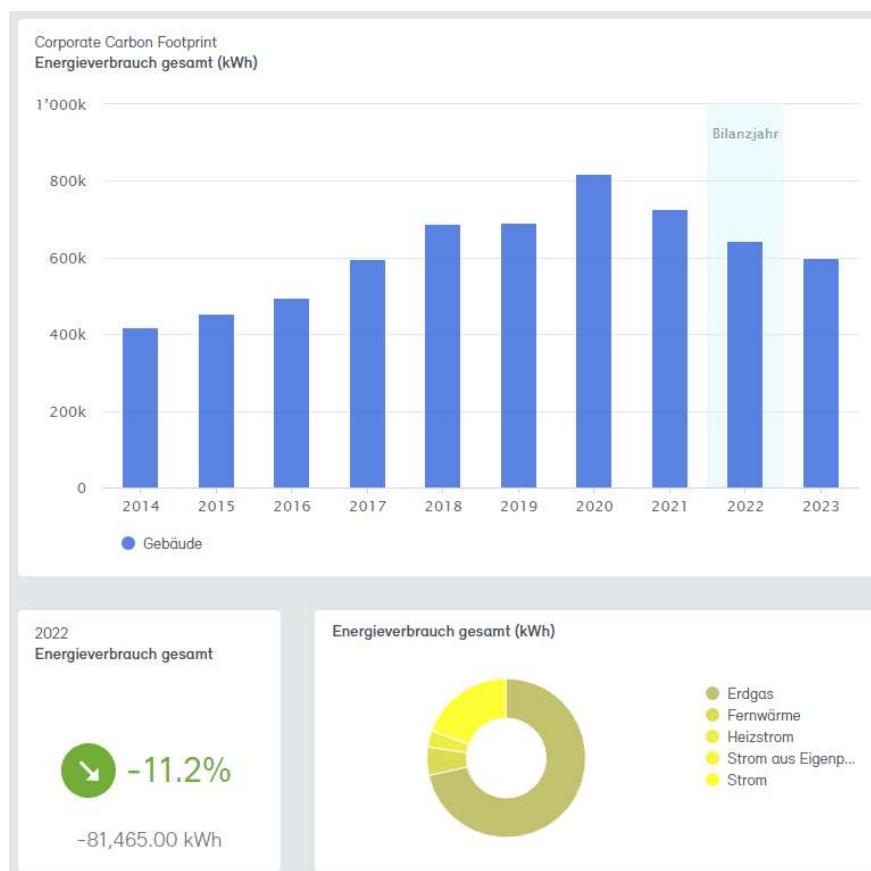 Corporate Carbon Footprint
Energieverbrauch gesamt (kWh)
1'000k
Bilanzjahr
800k
600k
400k
200k
0
2014 2015 2016 2017 2018 2019 2020 2021 2022 2023
Gebäude
2022
Energieverbrauch gesamt
-11.2%
-81,465.00 kWh
Energieverbrauch gesamt (kWh)
Erdgas
Fernwärme
Heizstrom
Strom aus Eigenp...
Strom